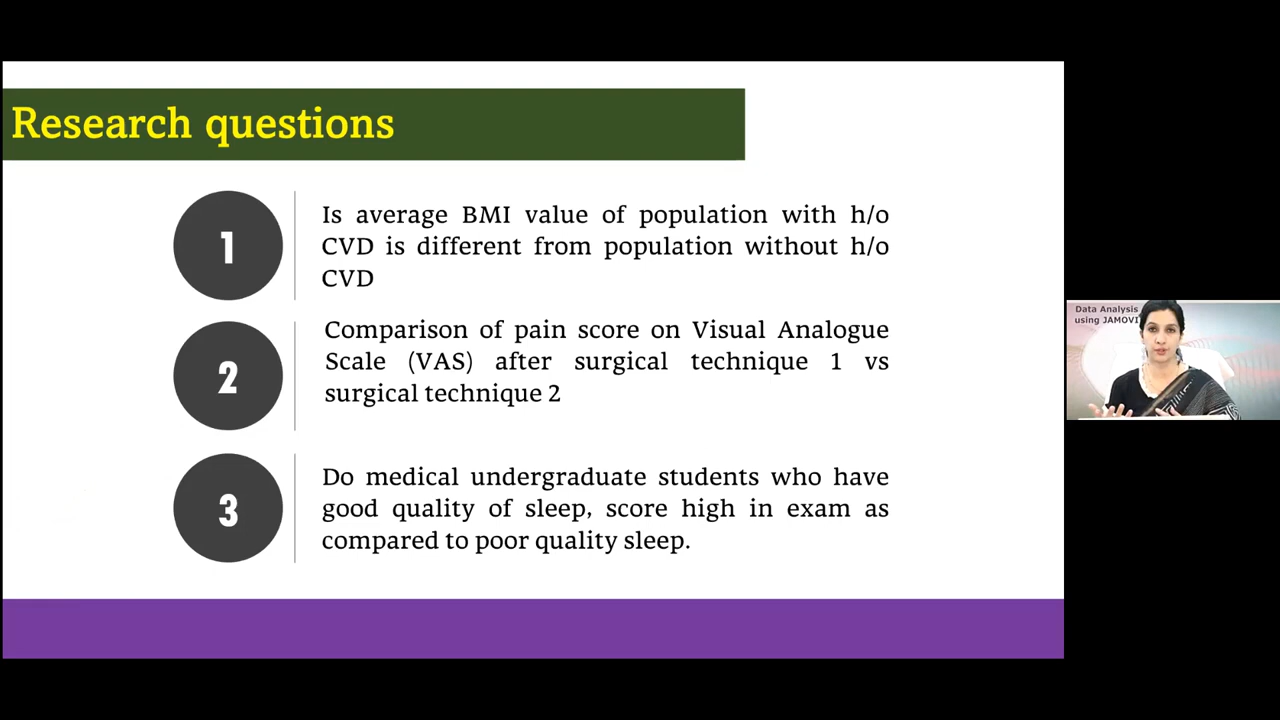 Research questions
1
Is average BMI value of population with h/o
CVD is different from population without h/o
CVD
2
Comparison of pain score on Visual Analogue
Scale (VAS) after surgical technique 1 vs
surgical technique 2
3
Do medical undergraduate students who have
good quality of sleep, score high in exam as
compared to poor quality sleep.
Data Analysis
using JAMOVI